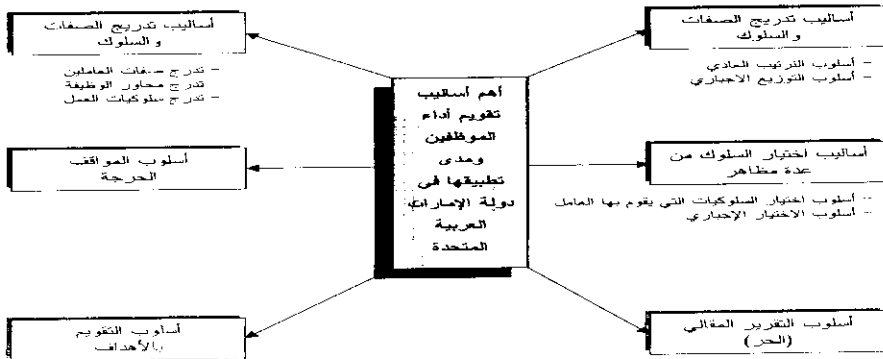 أساليب تدريج الصفات
والسلوك
- أسلوب الترتيب العادي
- أسلوب التوزيع الاجباري
أساليب اختيار السلوك من
عدة مظاهر
- أسلوب اختيار السلوكيات التي يقوم بها العامل
- أسلوب الاختيار الإجباري
أسلوب التقرير المقالي
(الحر)
أهم أساليب
تقويم أداء
الموظفين
ومدى
تطبيقها في
دولة الإمارات
العربية
المتحدة
أساليب تدريج الصفات
والسلوك
- تدرج صفات العاملين
تدرج محاور الوظيفة
- تدرج سلوكيات العمل
أسلوب المواقف
الحرجة
أسلوب التقويم
بالأهداف